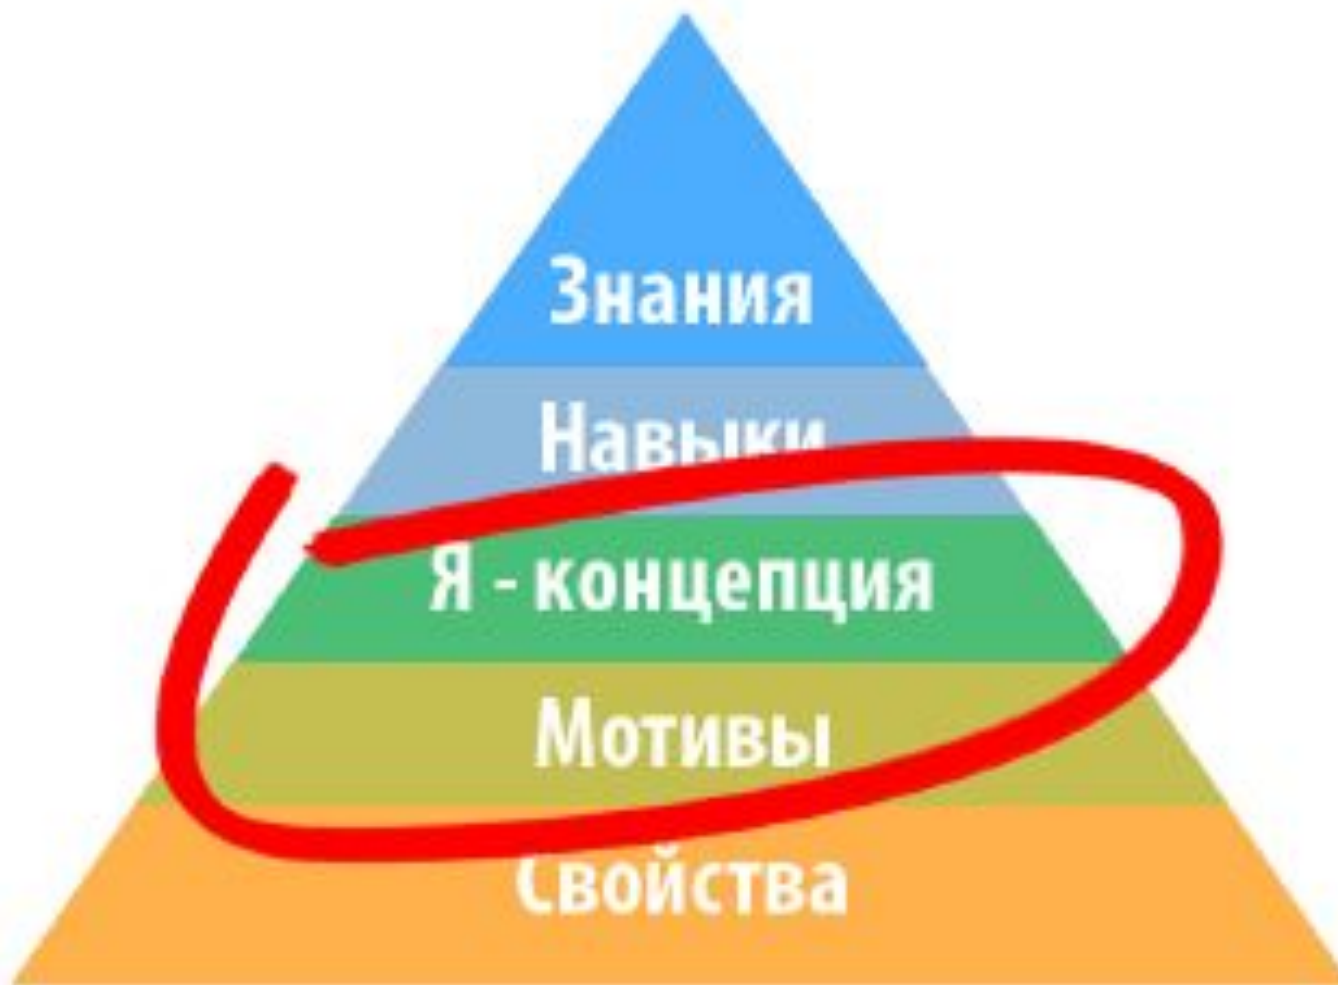 Знания
Навыки
Я - концепция
Мотивы
Свойства